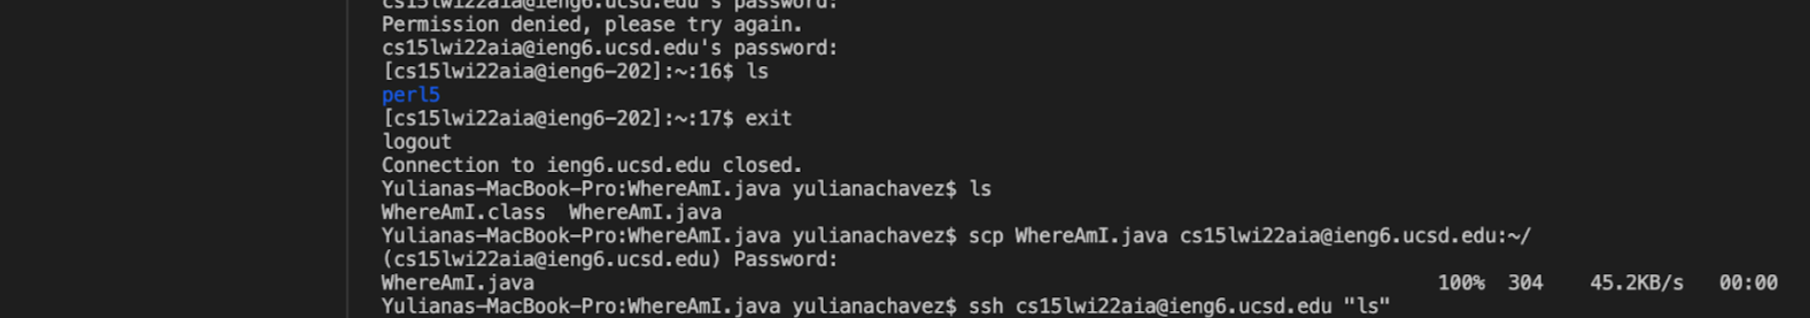 cs15lwi22aia@ieng6.ucsd.edu's password:
Permission denied, please try again.
cs15lwi22aia@ieng6.ucsd.edu's password:
[cs15lwi22aia@ieng6-202]:~:16$ ls
perl5
[cs15lwi22aia@ieng6-202]:~:17$ exit
logout
Connection to ieng6.ucsd.edu closed.
Yulianas-MacBook-Pro:WhereAmI.java yulianachavez$ ls
WhereAmI.class  WhereAmI.java
Yulianas-MacBook-Pro:WhereAmI.java yulianachavez$ scp WhereAmI.java cs15lwi22aia@ieng6.ucsd.edu:~/
(cs15lwi22aia@ieng6.ucsd.edu) Password:
WhereAmI.java 100% 304 45.2KB/s 00:00
Yulianas-MacBook-Pro:WhereAmI.java yulianachavez$ ssh cs15lwi22aia@ieng6.ucsd.edu "ls"